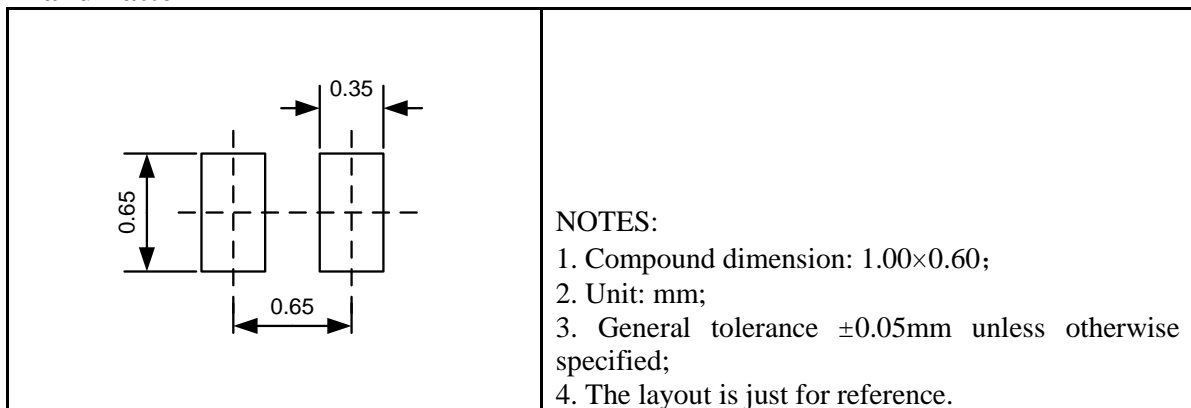 0.35
0.65
0.65
NOTES:
1. Compound dimension: 1.00×0.60；
2. Unit: mm;
3. General tolerance ±0.05mm unless otherwise
specified;
4. The layout is just for reference.